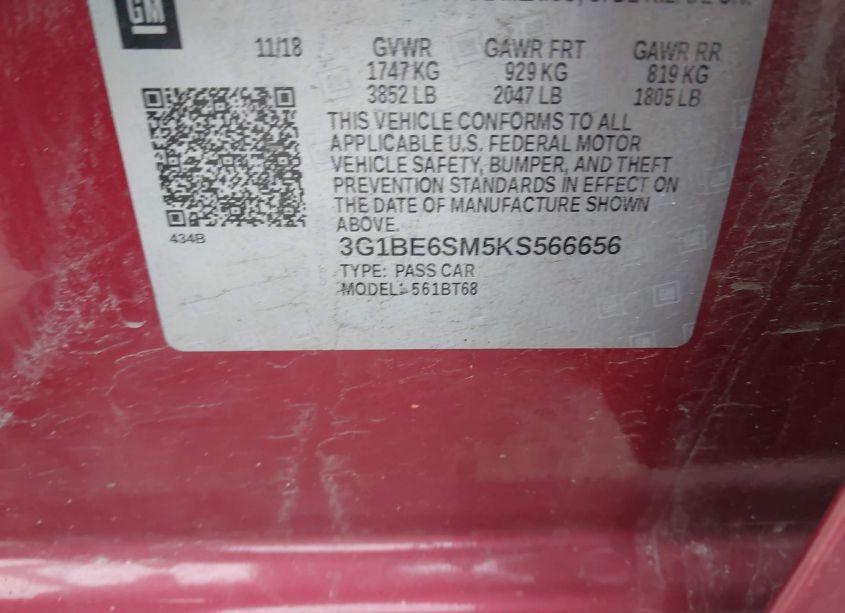 GM
11/18 GVWR GAWR FRT GAWR RR
1747 KG 929 KG 819 KG
3852 LB 2047 LB 1805 LB
THIS VEHICLE CONFORMS TO ALL
APPLICABLE U.S. FEDERAL MOTOR
VEHICLE SAFETY, BUMPER, AND THEFT
PREVENTION STANDARDS IN EFFECT ON
THE DATE OF MANUFACTURE SHOWN
ABOVE.
434B
3G1BE6SM5KS566656
TYPE: PASS CAR
MODEL: 561BT68